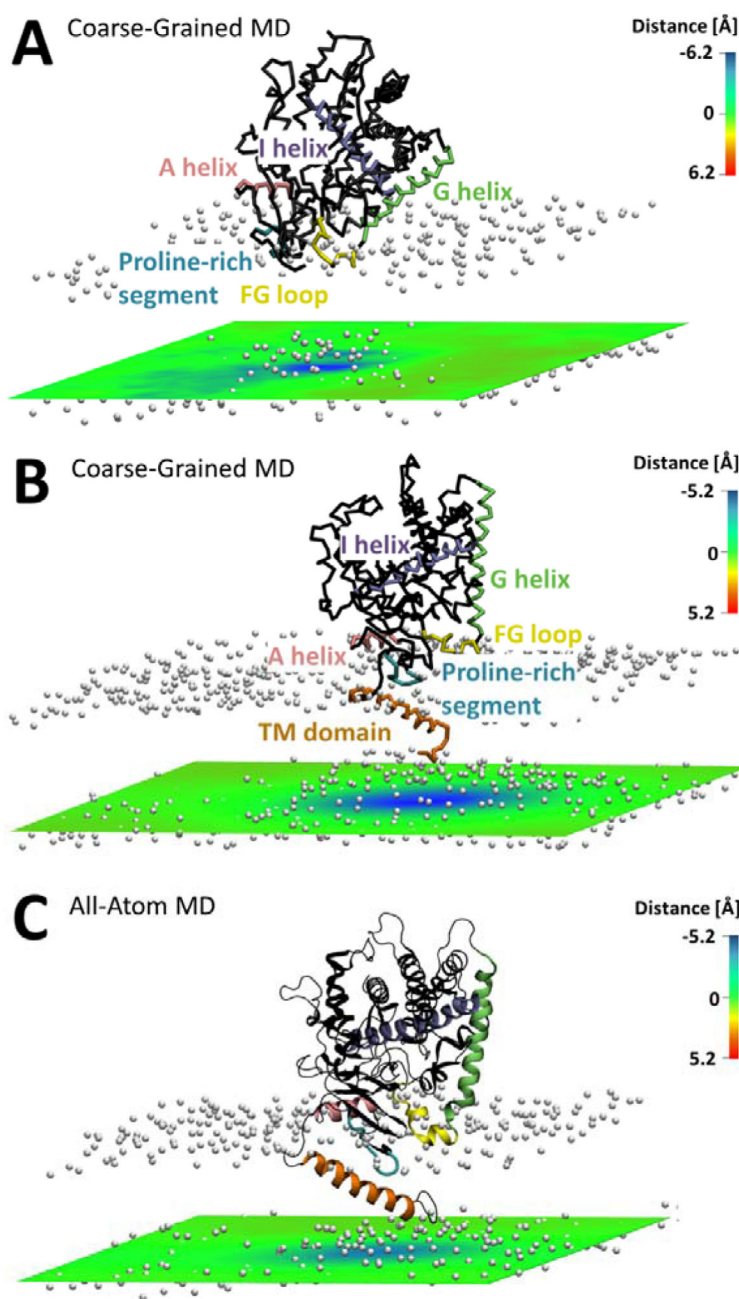 A Coarse-Grained MD
Distance [Å]
-6.2
0
6.2
I helix
A helix
G helix
Proline-rich
segment
FG loop
B Coarse-Grained MD
Distance [Å]
-5.2
0
5.2
I helix
G helix
FG loop
A helix
Proline-rich
segment
TM domain
C All-Atom MD
Distance [Å]
-5.2
0
5.2